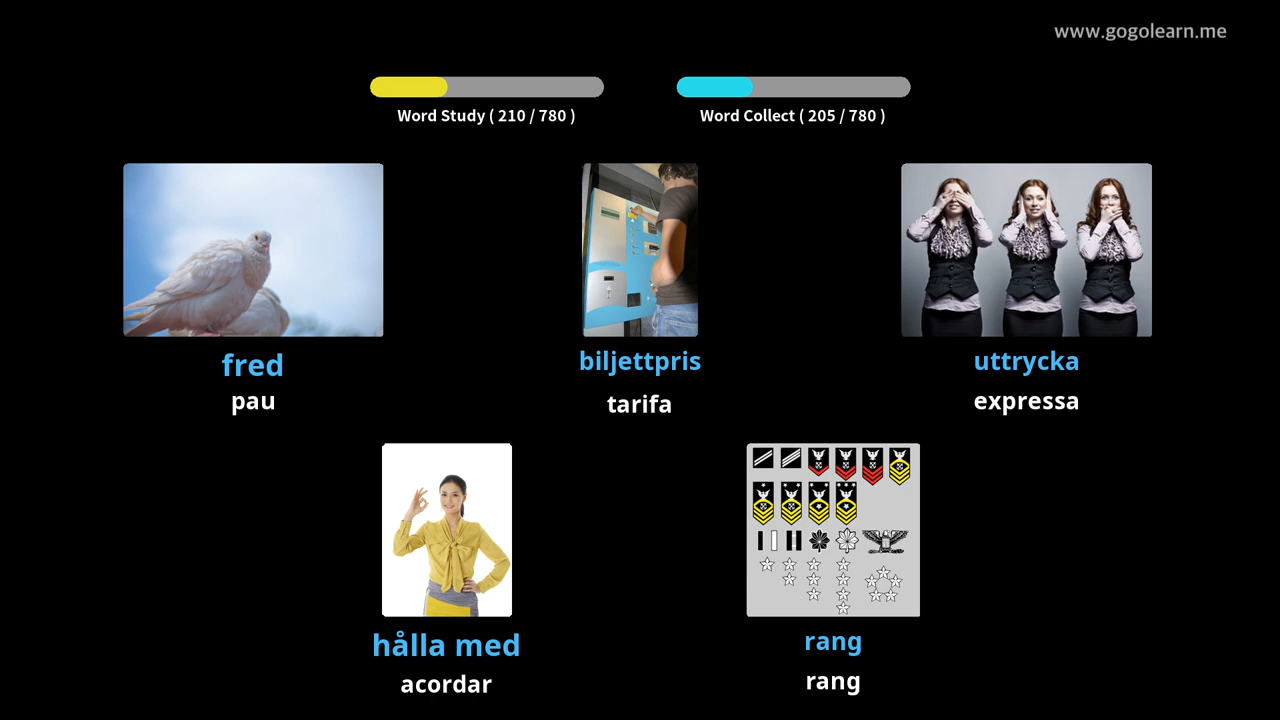 www.gogolearn.me
Word Study ( 210 / 780 )
Word Collect ( 205 / 780 )
fred
pau
biljettpris
tarifa
uttrycka
expressa
hålla med
acordar
rang
rang